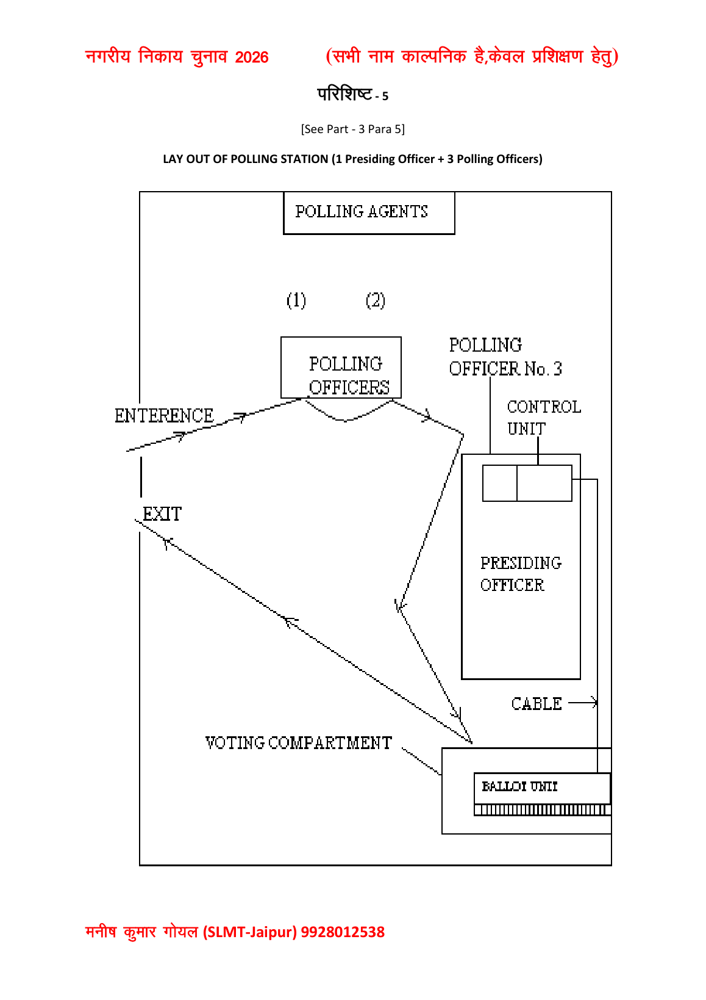 नगरीय निकाय चुनाव 2026 (सभी नाम काल्पनिक है,केवल प्रशिक्षण हेतु)
परिशिष्ट - 5
[See Part - 3 Para 5]
LAY OUT OF POLLING STATION (1 Presiding Officer + 3 Polling Officers)
POLLING AGENTS
(1) (2)
POLLING
OFFICERS
POLLING
OFFICER No. 3
ENTERENCE
CONTROL
UNIT
EXIT
PRESIDING
OFFICER
CABLE
VOTING COMPARTMENT
BALLOT UNIT
मनीष कुमार गोयल (SLMT-Jaipur) 9928012538